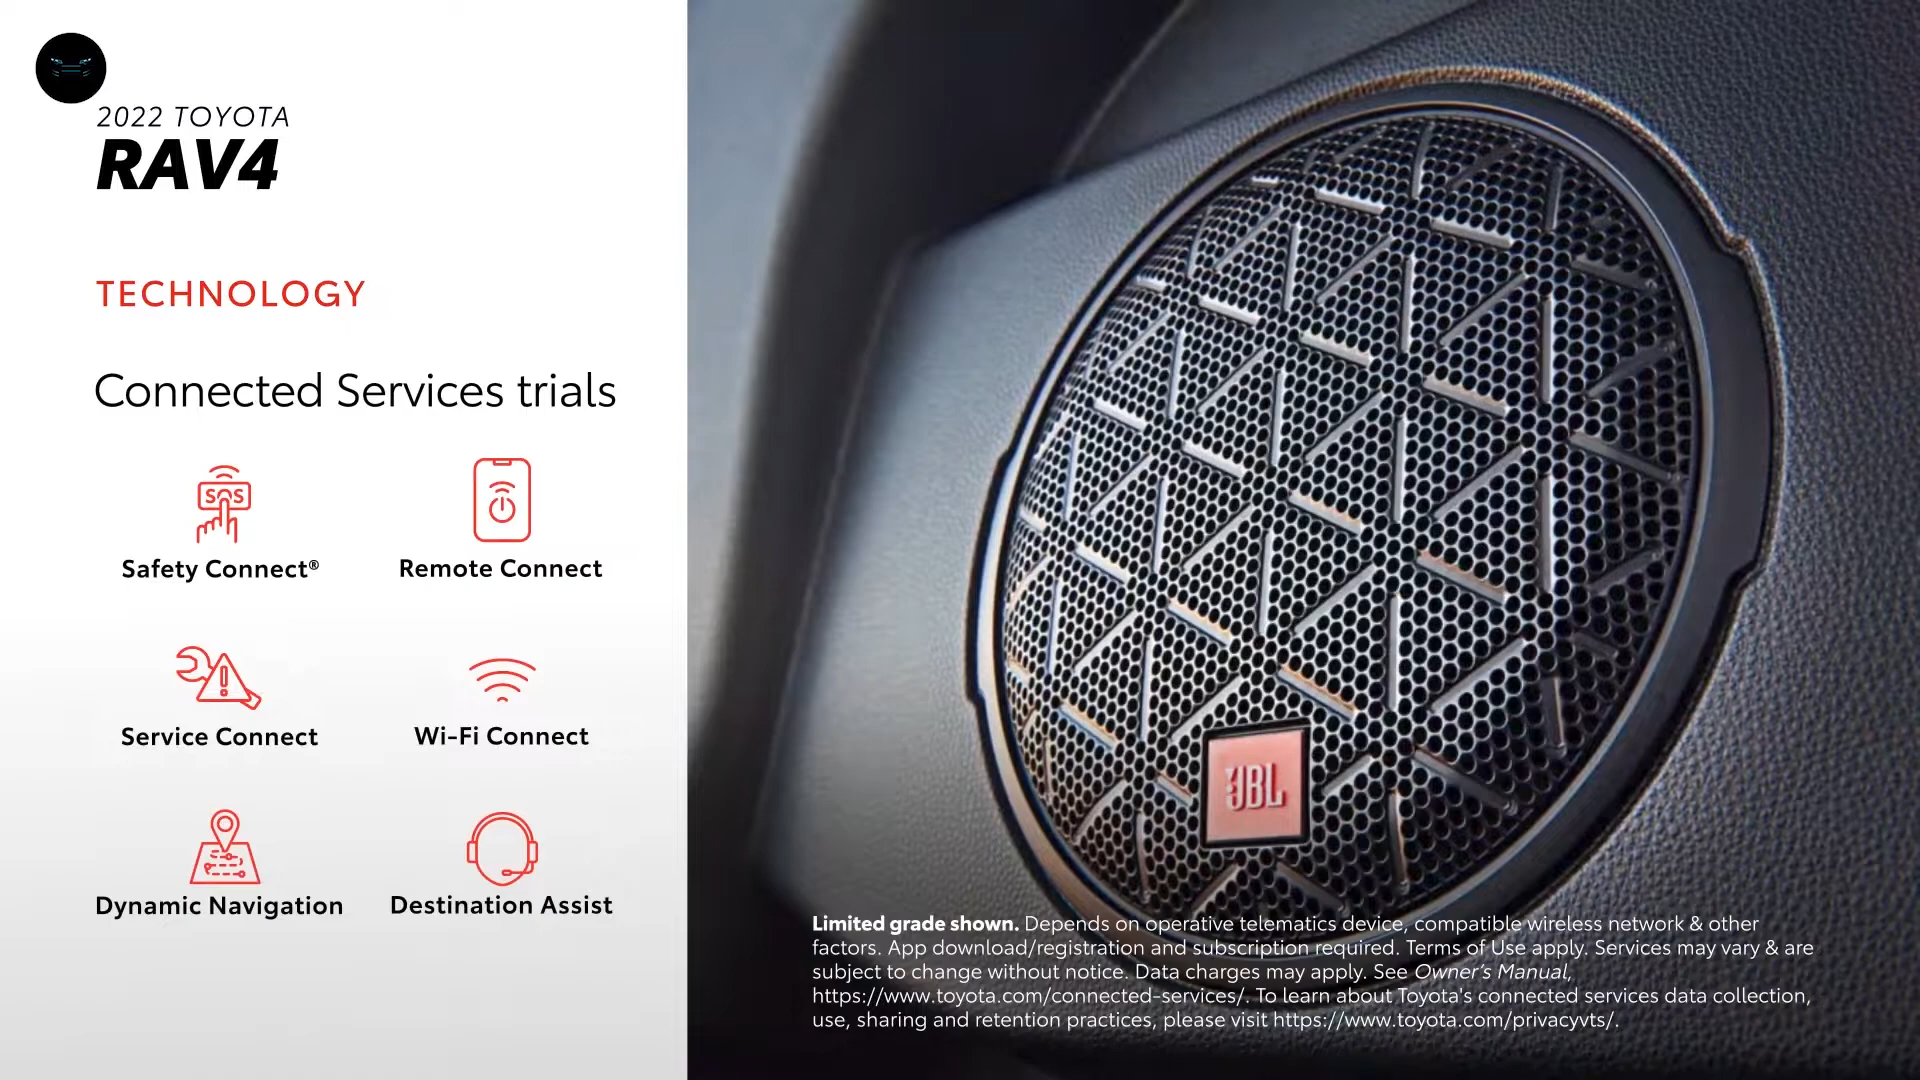 2022 TOYOTA
RAV4
TECHNOLOGY
Connected Services trials
SOS
Safety Connect®
Remote Connect
Service Connect
Wi-Fi Connect
Dynamic Navigation
Destination Assist
JBL
Limited grade shown. Depends on operative telematics device, compatible wireless network & other
factors. App download/registration and subscription required. Terms of Use apply. Services may vary & are
subject to change without notice. Data charges may apply. See Owner's Manual,
https://www.toyota.com/connected-services/. To learn about Toyota's connected services data collection,
use, sharing and retention practices, please visit https://www.toyota.com/privacyvts/.